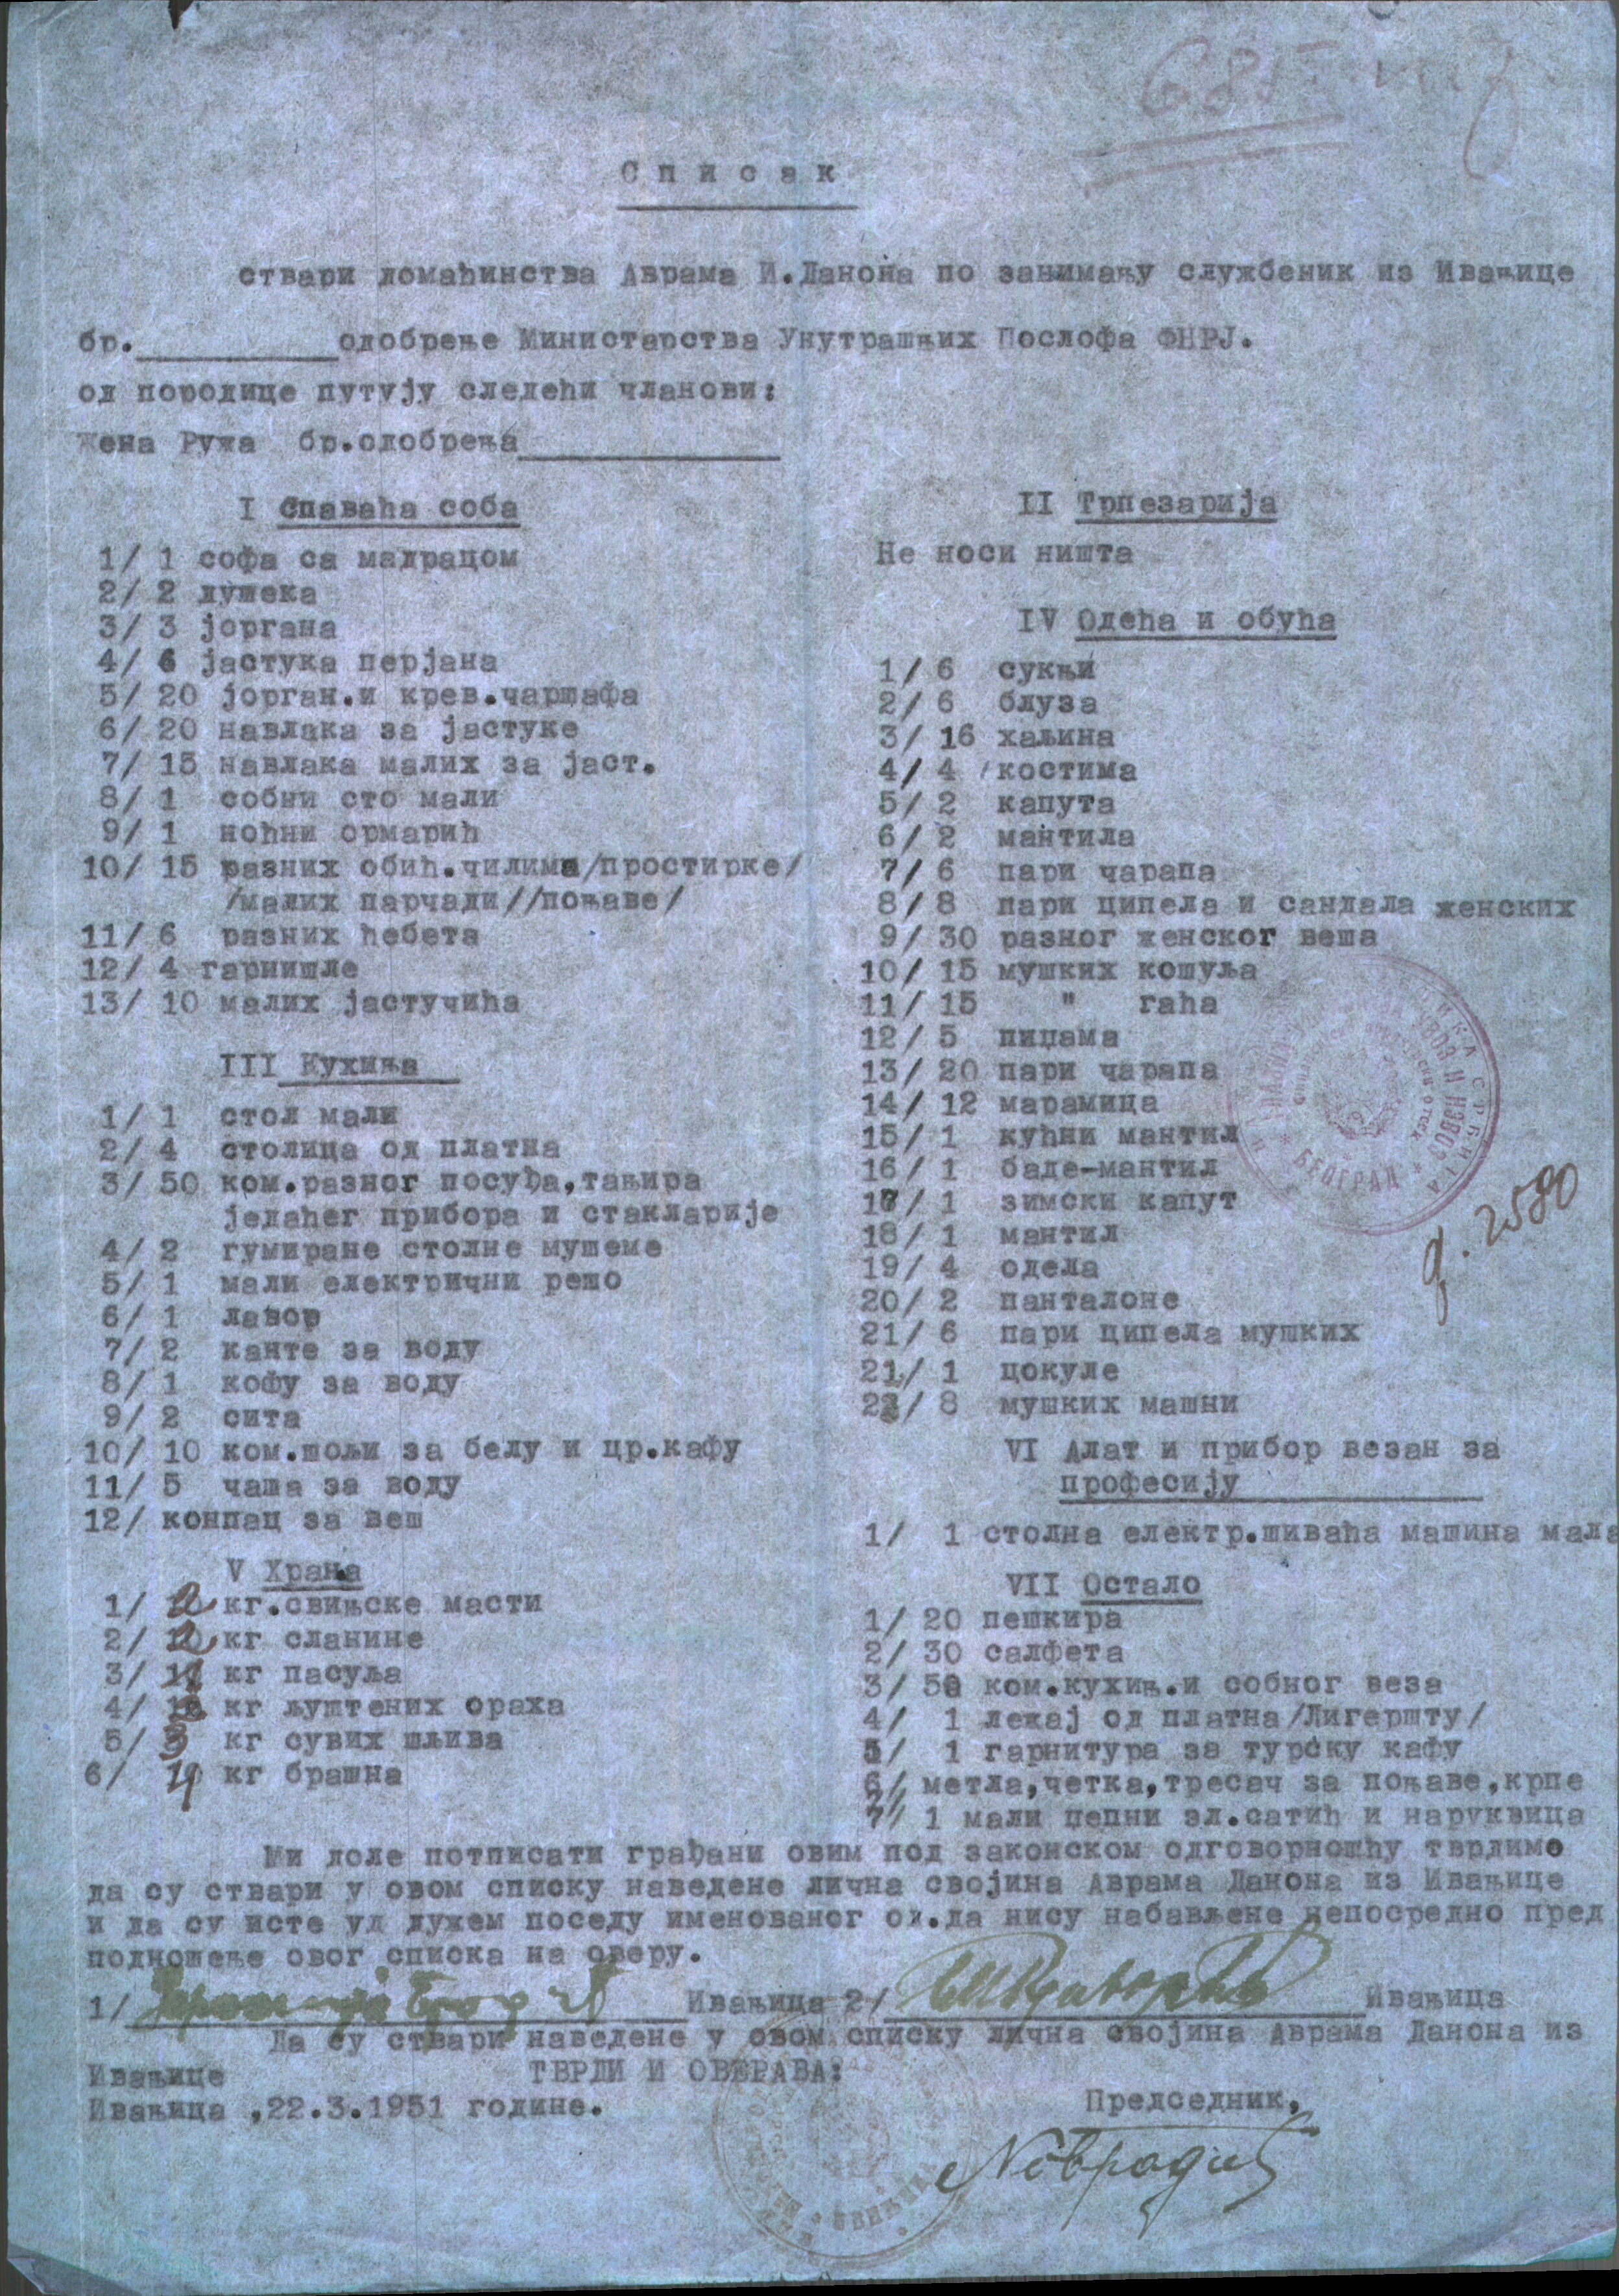 Списак
ствари домаћинства Аврама И.Данона по занимању службеник из Ивањице
бр.____________одобрење Министарства Унутрашњих Послофа ФНРЈ.
од породице путују следећи чланови:
Жена Ружа бр.одобрења________________
I Спаваћа соба
1/ 1 софа са мадрацом
2/ 2 душека
3/ 3 јоргана
4/ 6 јастука перјана
5/ 20 јорган.и крев.чаршафа
6/ 20 навлака за јастуке
7/ 15 навлака малих за јаст.
8/ 1 собни сто мали
9/ 1 ноћни ормарић
10/ 15 разних обић.чилима/простирке/
/малих парчади//поњаве/
11/ 6 разних ћебета
12/ 4 гарнишле
13/ 10 малих јастучића
III Кухиња
1/ 1 стол мали
2/ 4 столица од платна
3/ 50 ком.разног посуђа,тањира
једаћег прибора и стакларије
4/ 2 гумиране столне мушеме
5/ 1 мали електрични решо
6/ 1 лавор
7/ 2 канте за воду
8/ 1 кофу за воду
9/ 2 сита
10/ 10 ком.шољи за белу и цр.кафу
11/ 5 чаша за воду
12/ конпац за веш
V Храња
1/ 2 кг.свињске масти
2/ 2 кг сланине
3/ кг пасуља
4/ кг љуштених ораха
5/ 3 кг сувих шљива
6/ кг брашна
II Трпезарија
Не носи ништа
IV Одећа и обућа
1/ 6 сукњи
2/ 6 блуза
3/ 16 хаљина
4/ 4 костима
5/ 2 капута
6/ 2 мантила
7/ 6 пари чарапа
8/ 8 пари ципела и сандала женских
9/ 30 разног женског веша
10/ 15 мушких кошуља
11/ 15 " гаћа
12/ 5 пиџама
13/ 20 пари чарапа
14/ 12 марамица
15/ 1 кућни мантил
16/ 1 баде-мантил
17/ 1 зимски капут
18/ 1 мантил
19/ 4 одела
20/ 2 панталоне
21/ 6 пари ципела мушких
21/ 1 цокуле
22/ 8 мушких машни
БЕОГРАД
2580
VI Алат и прибор везан за
професију
1/ 1 столна електр.шиваћа машина мала
VII Остало
1/ 20 пешкира
2/ 30 салфета
3/ 50 ком.кухињ.и собног веза
4/ 1 лежај од платна/Лигершту/
5/ 1 гарнитура за турску кафу
6/ метла,четка,тресач за поњаве,крпе
7/ 1 мали џепни зл.сатић и наруквица
Ми доле потписати грађани овим под законском одговорношћу тврдимо
да су ствари у овом списку наведене лична својина Аврама Данона из Ивањице
и да су исте уд дужем поседу именованог од.да нису набављене непосредно пред
подношење овог списка на оверу.
1/ Ивањица 2/ Ивањица
Да су ствари наведене у овом списку лична својина Аврама Данона из
Ивањице ТВРДИ И ОВЕРАВА:
Ивањица ,22.3.1951 године. Председник,